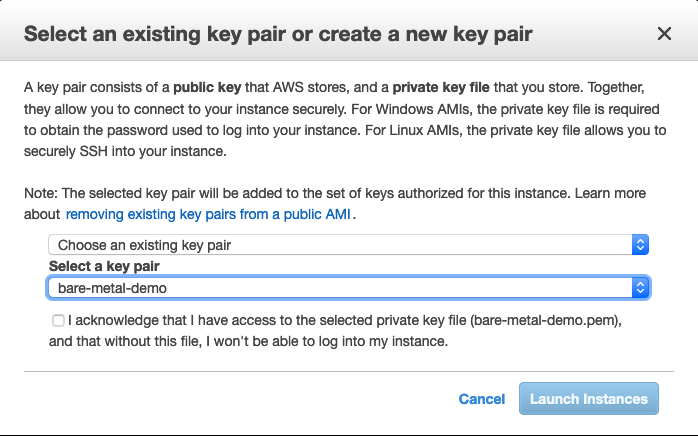 Select an existing key pair or create a new key pair
A key pair consists of a public key that AWS stores, and a private key file that you store. Together,
they allow you to connect to your instance securely. For Windows AMIs, the private key file is required
to obtain the password used to log into your instance. For Linux AMIs, the private key file allows you to
securely SSH into your instance.
Note: The selected key pair will be added to the set of keys authorized for this instance. Learn more
about removing existing key pairs from a public AMI.
Choose an existing key pair
Select a key pair
bare-metal-demo
I acknowledge that I have access to the selected private key file (bare-metal-demo.pem),
and that without this file, I won't be able to log into my instance.
Cancel Launch Instances